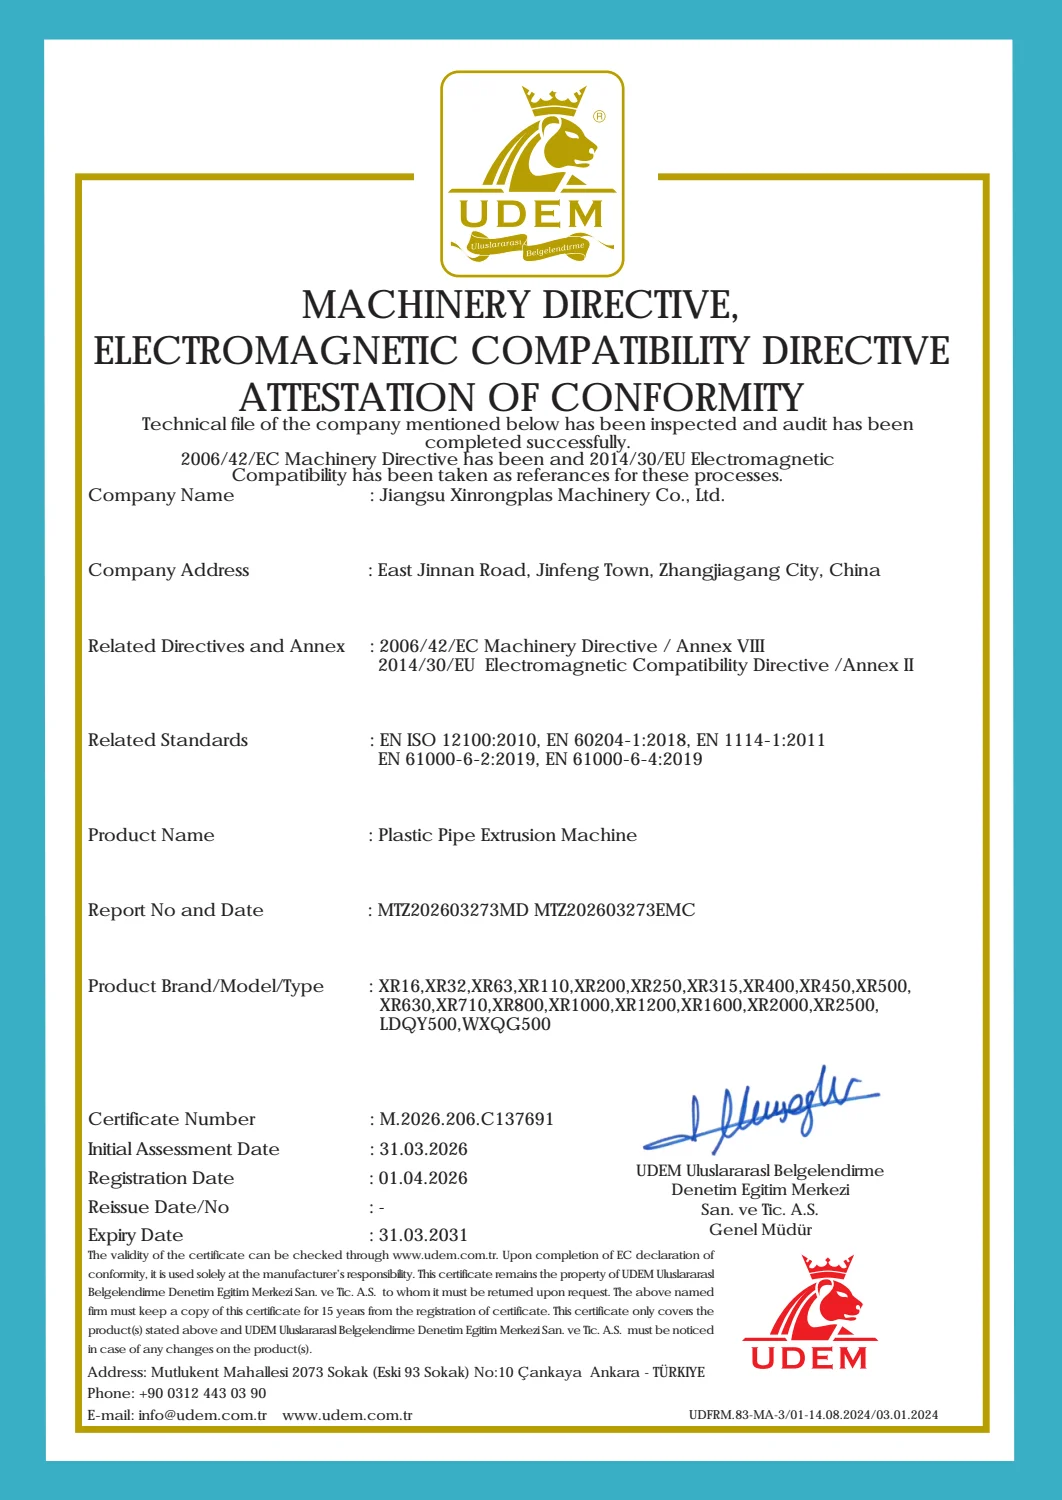 ®
UDEM
Uluslararası
Belgelendirme
MACHINERY DIRECTIVE,
ELECTROMAGNETIC COMPATIBILITY DIRECTIVE
ATTESTATION OF CONFORMITY
Technical file of the company mentioned below has been inspected and audit has been
completed successfully.
2006/42/EC Machinery Directive has been and 2014/30/EU Electromagnetic
Compatibility has been taken as referances for these processes.
Company Name : Jiangsu Xinrongplas Machinery Co., Ltd.
Company Address : East Jinnan Road, Jinfeng Town, Zhangjiagang City, China
Related Directives and Annex : 2006/42/EC Machinery Directive / Annex VIII
2014/30/EU Electromagnetic Compatibility Directive /Annex II
Related Standards : EN ISO 12100:2010, EN 60204-1:2018, EN 1114-1:2011
EN 61000-6-2:2019, EN 61000-6-4:2019
Product Name : Plastic Pipe Extrusion Machine
Report No and Date : MTZ202603273MD MTZ202603273EMC
Product Brand/Model/Type : XR16,XR32,XR63,XR110,XR200,XR250,XR315,XR400,XR450,XR500,
XR630,XR710,XR800,XR1000,XR1200,XR1600,XR2000,XR2500,
LDQY500,WXQG500
Certificate Number : M.2026.206.C137691
Initial Assessment Date : 31.03.2026
Registration Date : 01.04.2026
Reissue Date/No : -
Expiry Date : 31.03.2031
UDEM Uluslararasl Belgelendirme
Denetim Egitim Merkezi
San. ve Tic. A.S.
Genel Müdür
The validity of the certificate can be checked through www.udem.com.tr. Upon completion of EC declaration of
conformity, it is used solely at the manufacturer's responsibility. This certificate remains the property of UDEM Uluslararasl
Belgelendirme Denetim Egitim Merkezi San. ve Tic. A.S. to whom it must be returned upon request. The above named
firm must keep a copy of this certificate for 15 years from the registration of certificate. This certificate only covers the
product(s) stated above and UDEM Uluslararasl Belgelendirme Denetim Egitim Merkezi San. ve Tic. A.S. must be noticed
in case of any changes on the product(s).
Address: Mutlukent Mahallesi 2073 Sokak (Eski 93 Sokak) No:10 Çankaya Ankara - TÜRKIYE
Phone: +90 0312 443 03 90
E-mail: info@udem.com.tr www.udem.com.tr
UDEM
UDFRM.83-MA-3/01-14.08.2024/03.01.2024